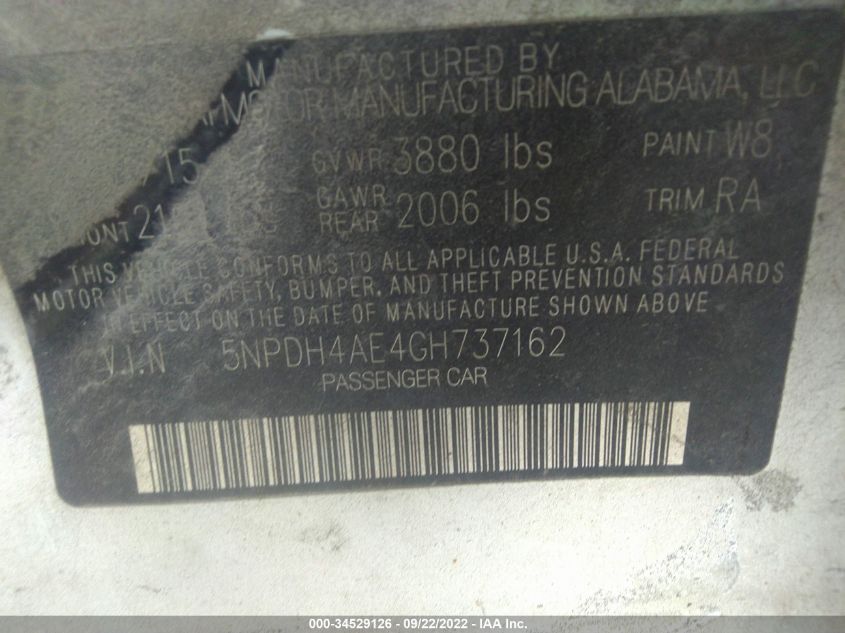 MANUFACTURED BY
MOTOR MANUFACTURING ALABAMA, LLC
15 GVWR 3880 lbs PAINT W8
GAWR REAR 2006 lbs TRIM RA
THIS VEHICLE CONFORMS TO ALL APPLICABLE U.S.A. FEDERAL
MOTOR VEHICLE SAFETY, BUMPER, AND THEFT PREVENTION STANDARDS
IN EFFECT ON THE DATE OF MANUFACTURE SHOWN ABOVE
V.I.N 5NPDH4AE4GH737162
PASSENGER CAR
000-34529126 - 09/22/2022 - IAA Inc.